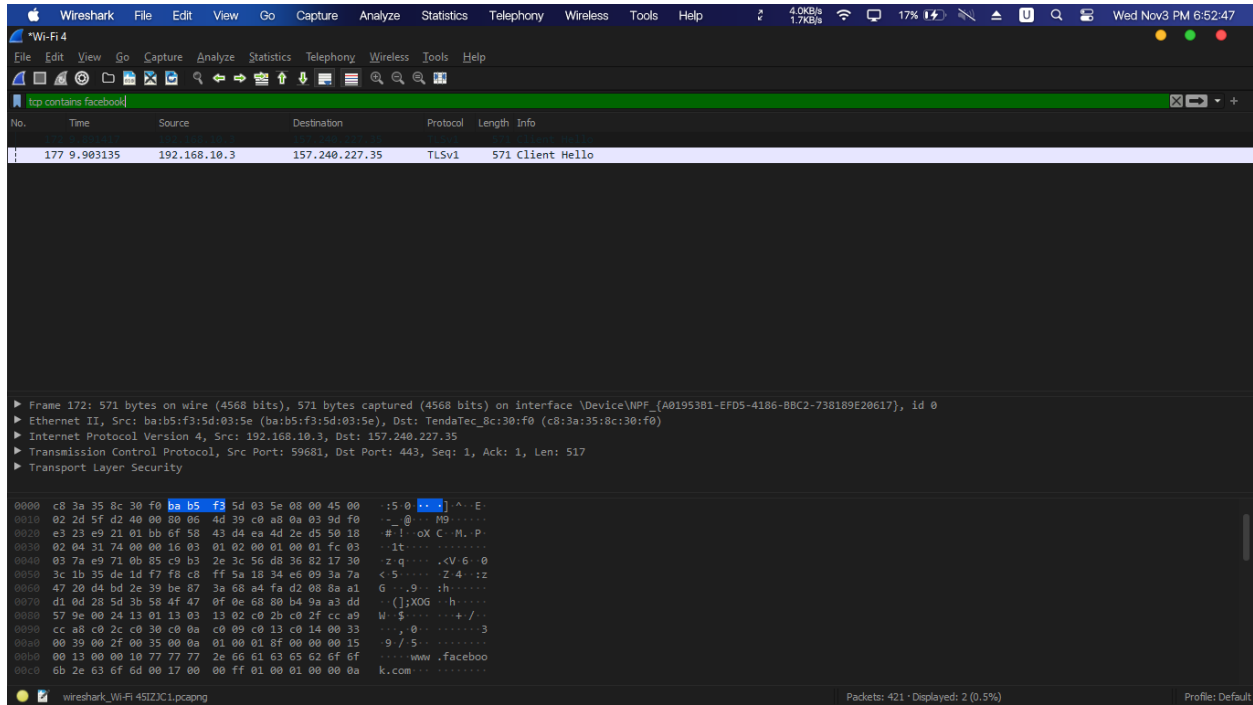 Wireshark File Edit View Go Capture Analyze Statistics Telephony Wireless Tools Help 4.0KB/s 1.7KB/s 17% U Wed Nov3 PM 6:52:47
*Wi-Fi 4
File Edit View Go Capture Analyze Statistics Telephony Wireless Tools Help
tcp contains facebook
No. Time Source Destination Protocol Length Info
177 9.903135 192.168.10.3 157.240.227.35 TLSv1 571 Client Hello
Frame 172: 571 bytes on wire (4568 bits), 571 bytes captured (4568 bits) on interface \Device\NPF_{A01953B1-EFD5-4186-BBC2-738189E20617}, id 0
Ethernet II, Src: ba:b5:f3:5d:03:5e (ba:b5:f3:5d:03:5e), Dst: TendaTec_8c:30:f0 (c8:3a:35:8c:30:f0)
Internet Protocol Version 4, Src: 192.168.10.3, Dst: 157.240.227.35
Transmission Control Protocol, Src Port: 59681, Dst Port: 443, Seq: 1, Ack: 1, Len: 517
Transport Layer Security
0000 c8 3a 35 8c 30 f0 ba b5 f3 5d 03 5e 08 00 45 00 ·:5·0·····]·^··E·
0010 02 2d 5f d2 40 00 80 06 4d 39 c0 a8 0a 03 9d f0 ·-_·@···M9······
0020 e3 23 e9 21 01 bb 6f 58 43 d4 ea 4d 2e d5 50 18 ·#·!··oXC··M.·P·
0030 02 04 31 74 00 00 16 03 01 02 00 01 00 01 fc 03 ··1t············
0040 03 7a e9 71 0b 85 c9 b3 2e 3c 56 d8 36 82 17 30 ·z·q·····.<V·6··0
0050 3c 1b 35 de 1d f7 f8 c8 ff 5a 18 34 e6 09 3a 7a <·5······Z·4··:z
0060 47 20 d4 bd 2e 39 be 87 3a 68 a4 fa d2 08 8a a1 G ··.9··:h······
0070 d1 0d 28 5d 3b 58 4f 47 0f 0e 68 80 b4 9a a3 dd ··(];XOG··h·····
0080 57 9e 00 24 13 01 13 03 13 02 c0 2b c0 2f cc a9 W··$·······+·/··
0090 cc a8 c0 2c c0 30 c0 0a c0 09 c0 13 c0 14 00 33 ···,·0·········3
00a0 00 39 00 2f 00 35 00 0a 01 00 01 8f 00 00 00 15 ·9·/·5··········
00b0 00 13 00 00 10 77 77 77 2e 66 61 63 65 62 6f 6f ·····www.faceboo
00c0 6b 2e 63 6f 6d 00 17 00 00 ff 01 00 01 00 00 0a k.com···········
wireshark_Wi-Fi 45IZJC1.pcapng Packets: 421 · Displayed: 2 (0.5%) Profile: Default